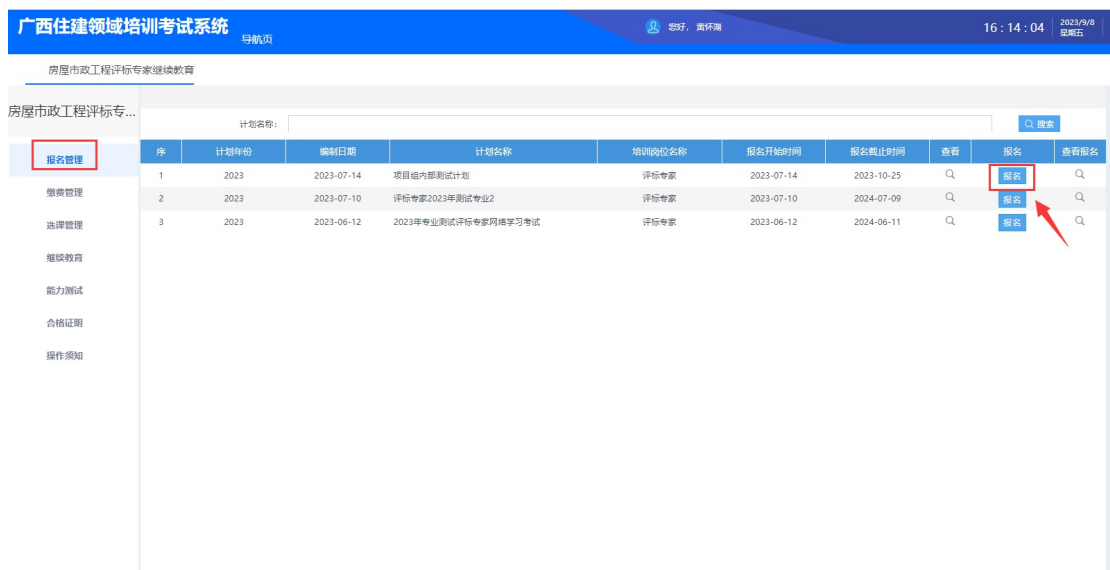 广西住建领域培训考试系统 导航页 您好，黄怀湖 16:14:04 2023/9/8
星期五
房屋市政工程评标专家继续教育
房屋市政工程评标专...
计划名称： 搜索
报名管理
缴费管理
选课管理
继续教育
能力测试
合格证明
操作须知
序 计划年份 编制日期 计划名称 培训岗位名称 报名开始时间 报名截止时间 查看 报名 查看报名
1 2023 2023-07-14 项目组内部测试计划 评标专家 2023-07-14 2023-10-25 报名
2 2023 2023-07-10 评标专家2023年测试专业2 评标专家 2023-07-10 2024-07-09 报名
3 2023 2023-06-12 2023年专业测试评标专家网络学习考试 评标专家 2023-06-12 2024-06-11 报名